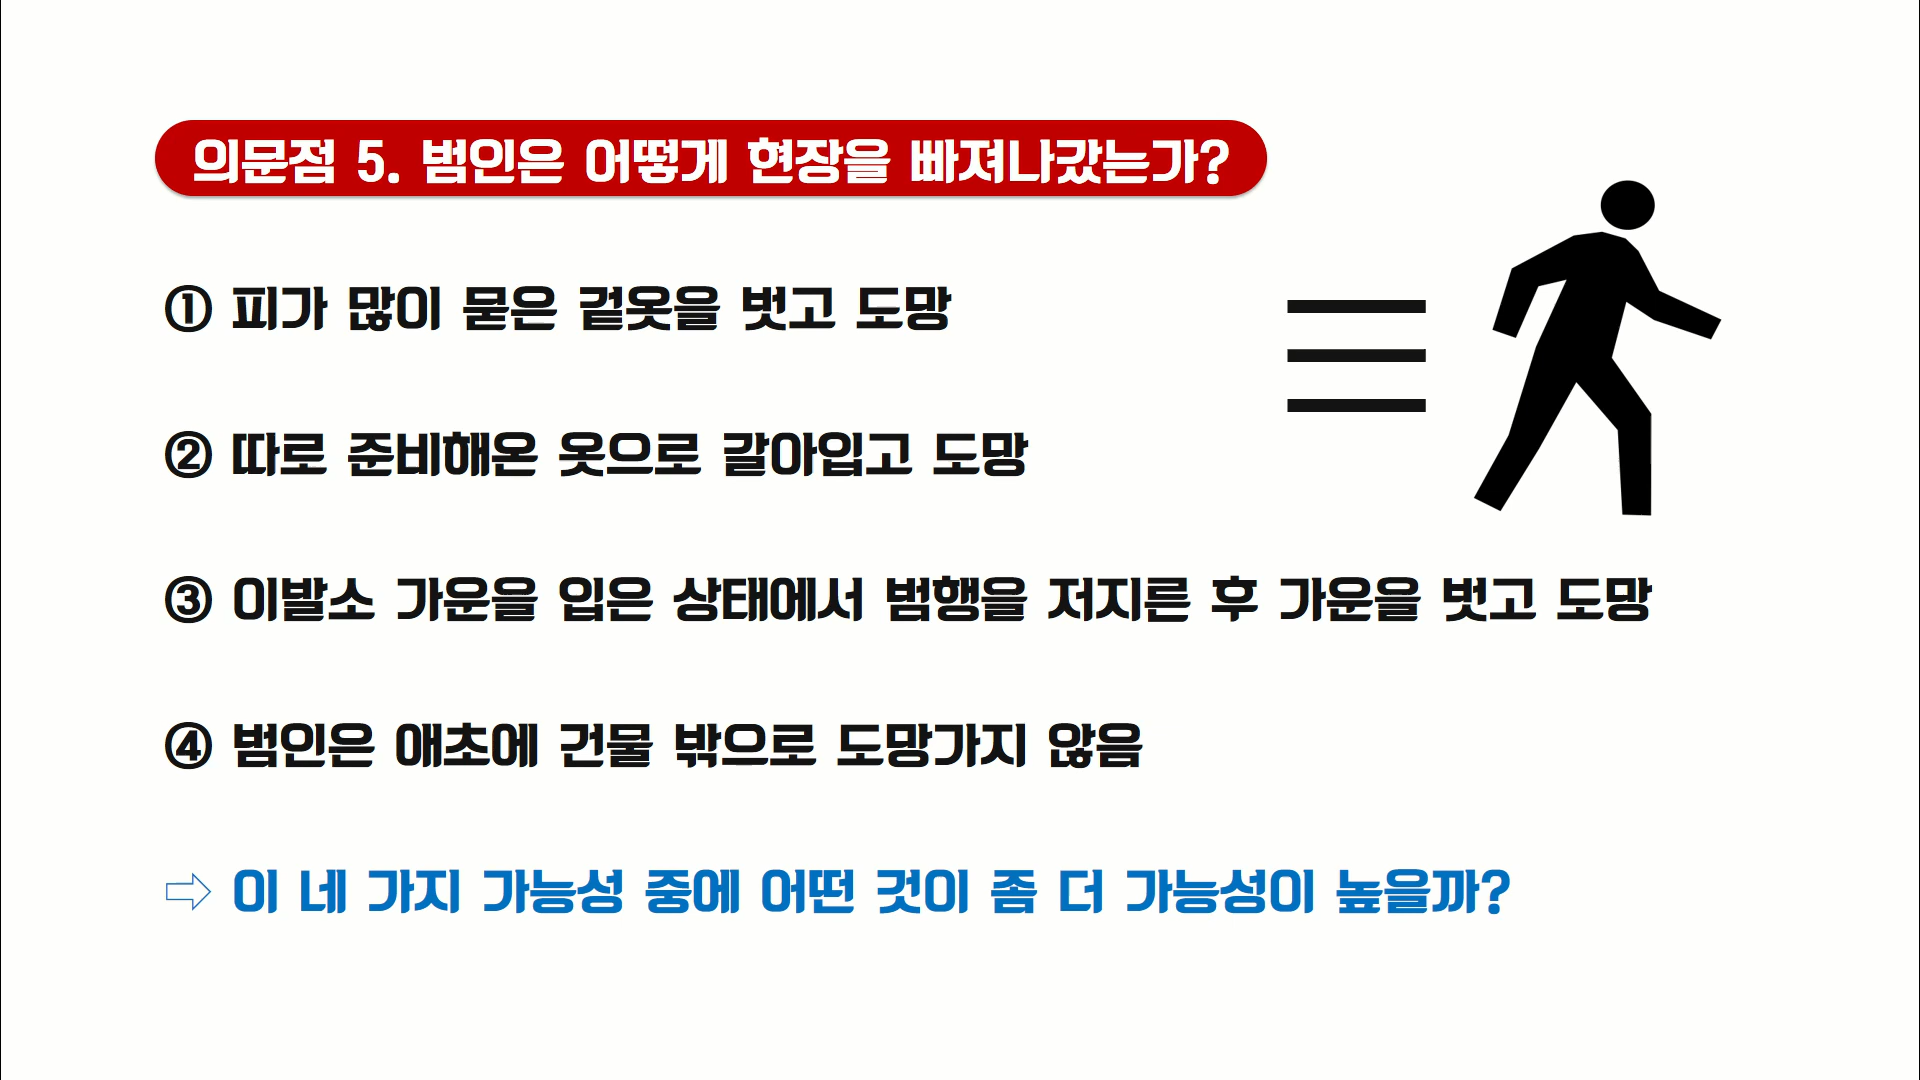 의문점 5. 범인은 어떻게 현장을 빠져나갔는가?
① 피가 많이 묻은 겉옷을 벗고 도망
② 따로 준비해온 옷으로 갈아입고 도망
③ 이발소 가운을 입은 상태에서 범행을 저지른 후 가운을 벗고 도망
④ 범인은 애초에 건물 밖으로 도망가지 않음
⇨ 이 네 가지 가능성 중에 어떤 것이 좀 더 가능성이 높을까?